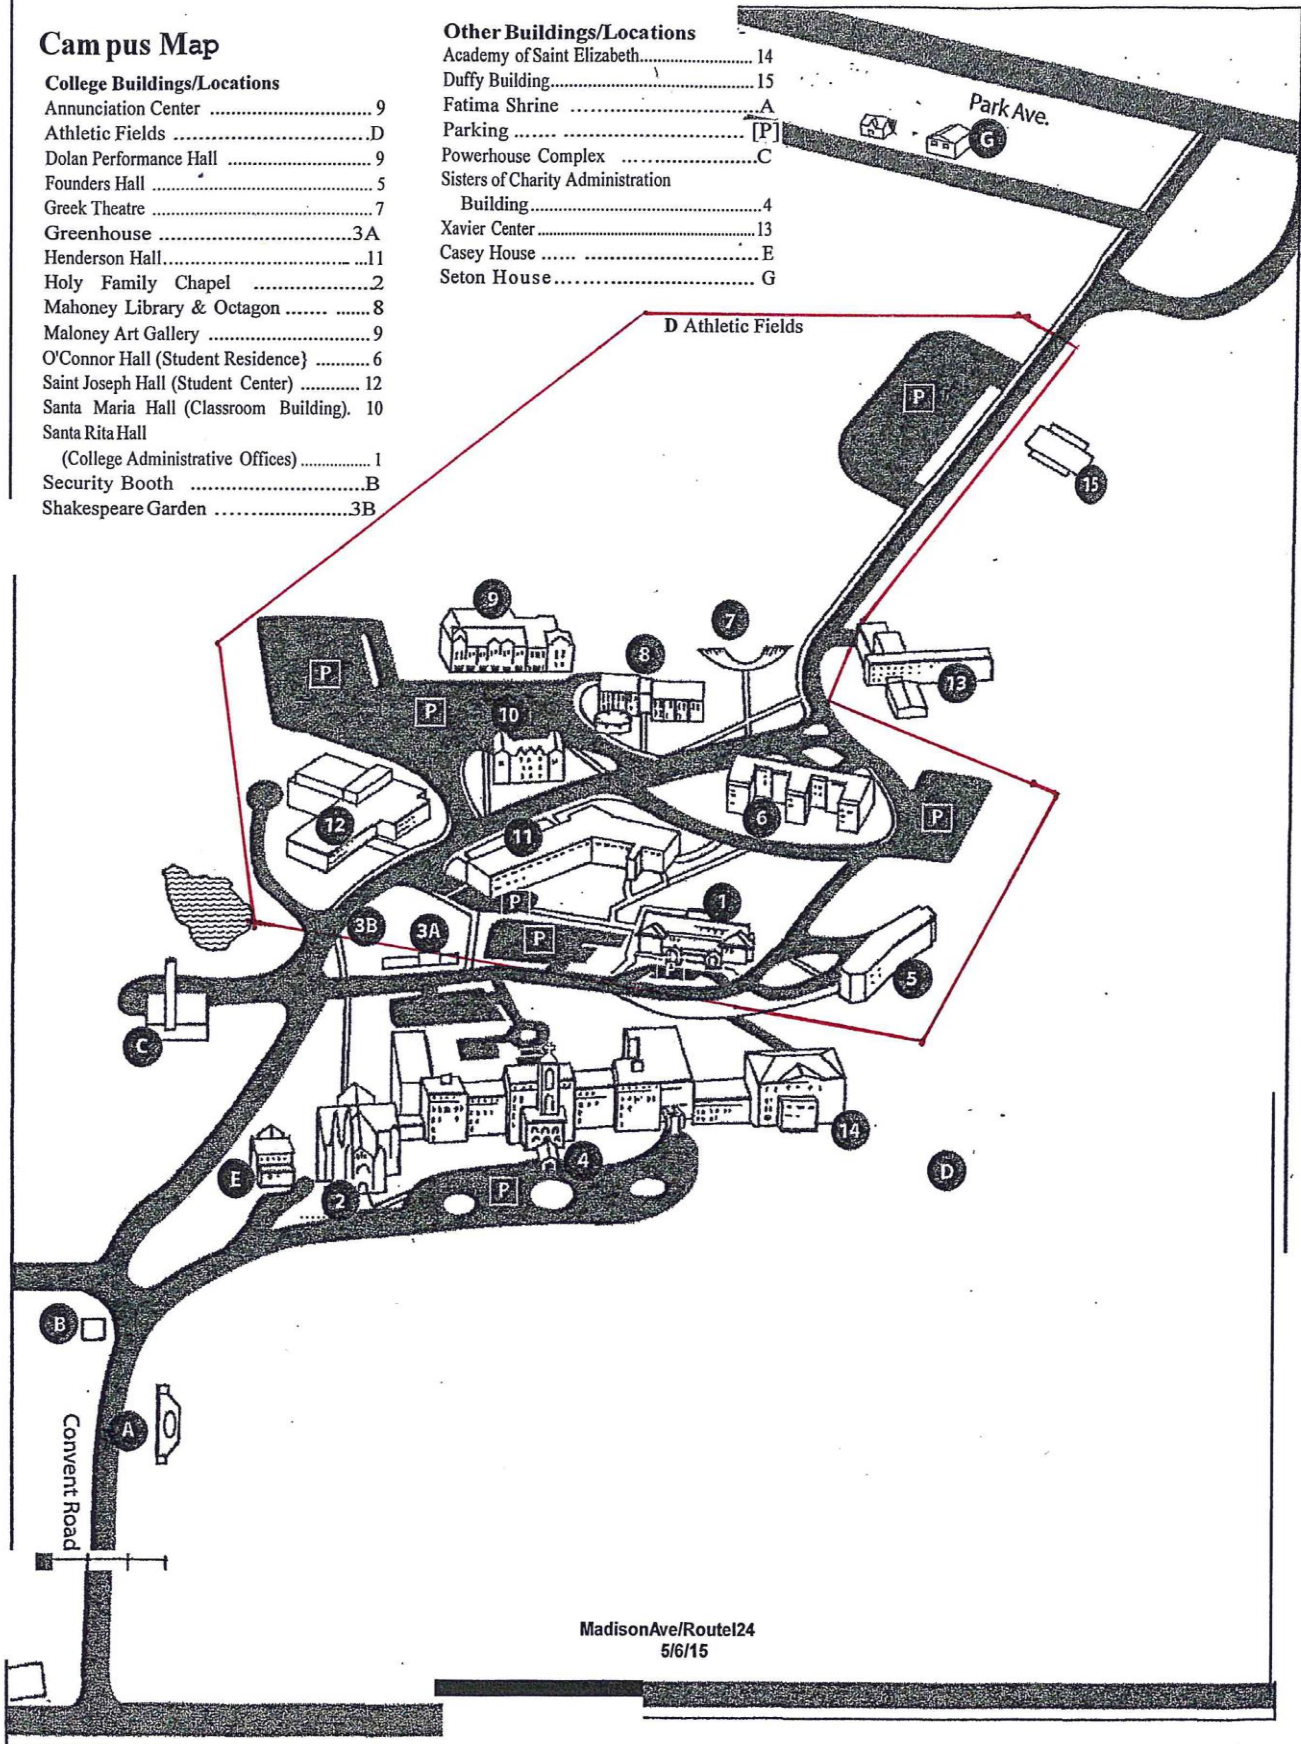 Campus Map
College Buildings/Locations
Annunciation Center ................................ 9
Athletic Fields ................................D
Dolan Performance Hall ............................ 9
Founders Hall ............................................ 5
Greek Theatre ............................................7
Greenhouse ............................3A
Henderson Hall....................................11
Holy Family Chapel .................2
Mahoney Library & Octagon ....... ....... 8
Maloney Art Gallery ................................ 9
O'Connor Hall (Student Residence} .......... 6
Saint Joseph Hall (Student Center) ........... 12
Santa Maria Hall (Classroom Building). 10
Santa Rita Hall
(College Administrative Offices) ................ 1
Security Booth .........................B
Shakespeare Garden ....................3B
Other Buildings/Locations
Academy of Saint Elizabeth........................ 14
Duffy Building.......................................... 15
Fatima Shrine ............................A
Parking ...... ........................... [P]
Powerhouse Complex ....................C
Sisters of Charity Administration
Building..............................................4
Xavier Center .............................................. 13
Casey House ...... ......................... E
Seton House............................. G
Park Ave.
G
D Athletic Fields
P
15
9
8
7
13
P
P
10
12
11
6
P
P
1
3B
3A
P
P
5
C
14
4
E
2
P
D
B
A
Convent Road
MadisonAve/Routel24
5/6/15